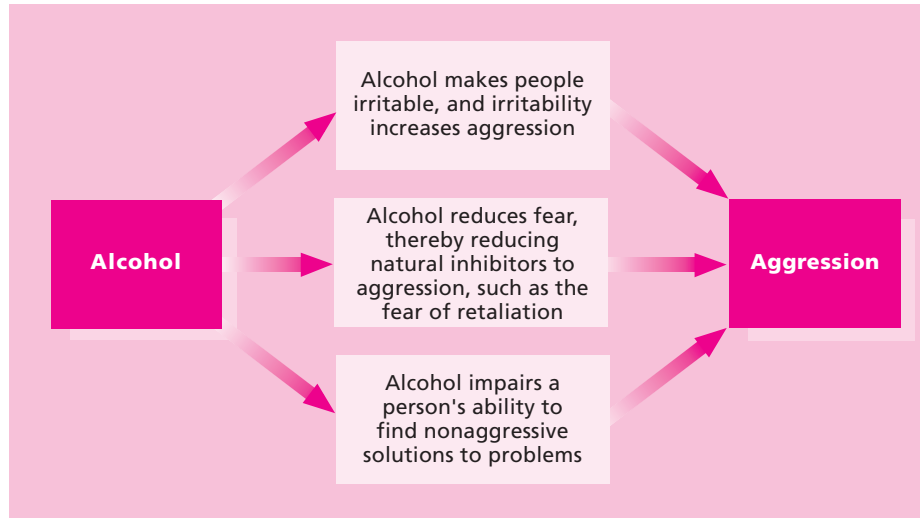 Alcohol makes people
irritable, and irritability
increases aggression
Alcohol
Alcohol reduces fear,
thereby reducing
natural inhibitors to
aggression, such as the
fear of retaliation
Aggression
Alcohol impairs a
person's ability to
find nonaggressive
solutions to problems